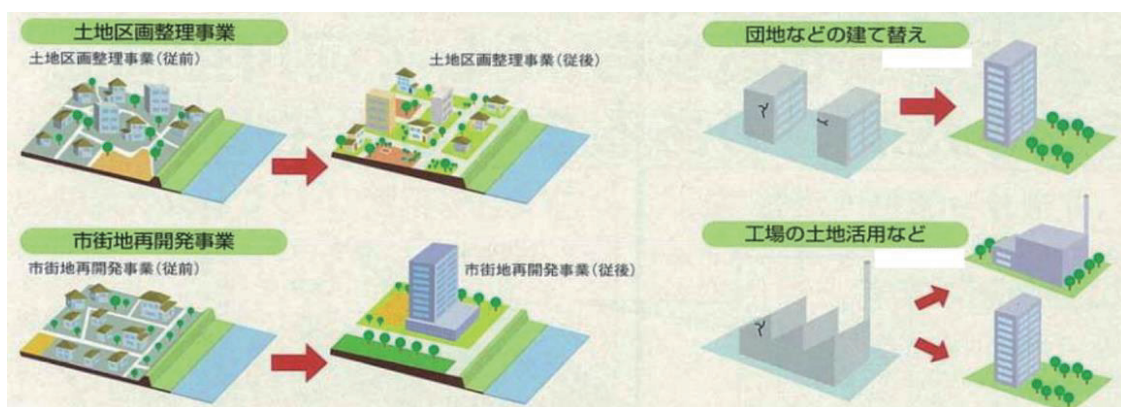 土地区画整理事業
土地区画整理事業(従前)
土地区画整理事業(従後)
市街地再開発事業
市街地再開発事業(従前)
市街地再開発事業(従後)
団地などの建て替え
工場の土地活用など